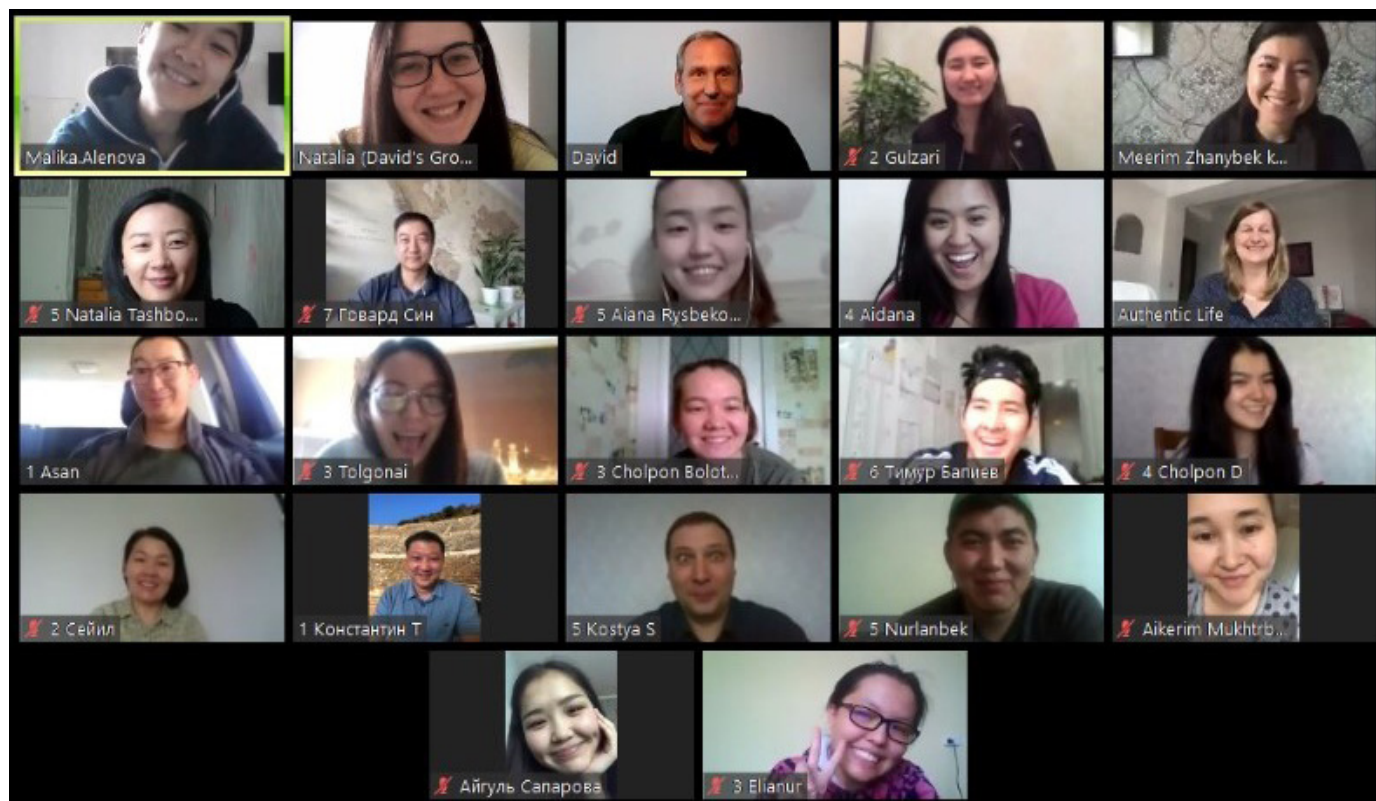 Malika.Alenova
Natalia (David's Gro...
David
2 Gulzari
Meerim Zhanybek k...
5 Natalia Tashbo...
7 Говард Син
5 Aiana Rysbeko...
4 Aidana
Authentic Life
1 Asan
3 Tolgonai
3 Cholpon Bolot...
6 Тимур Бапиев
4 Cholpon D
2 Сейил
1 Константин Т
5 Kostya S
5 Nurlanbek
Aikerim Mukhtrb...
Айгуль Сапарова
3 Elianur